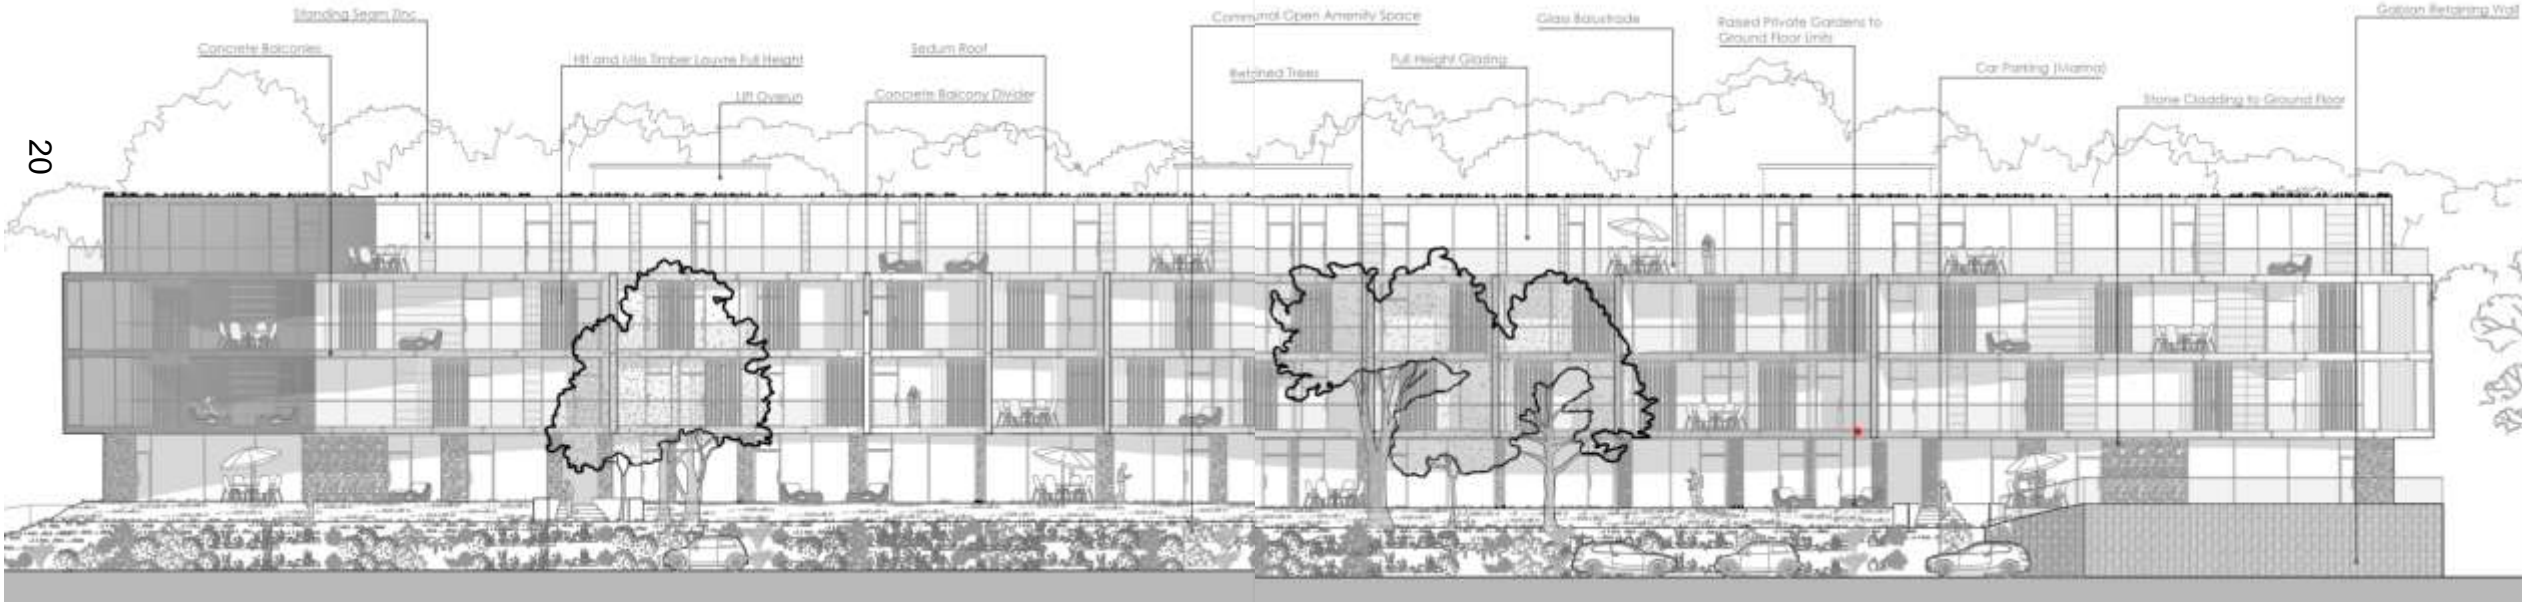 Standing Seam Zinc
Communal Open Amenity Space
Glass Balustrade
Raised Private Gardens to
Ground Floor Units
Gabion Retaining Wall
Concrete Balconies
Hit and Miss Timber Louvre Full Height
Sedum Roof
Retained Trees
Full Height Glazing
Car Parking (Marina)
Lift Overun
Concrete Balcony Divider
Stone Cladding to Ground Floor
20